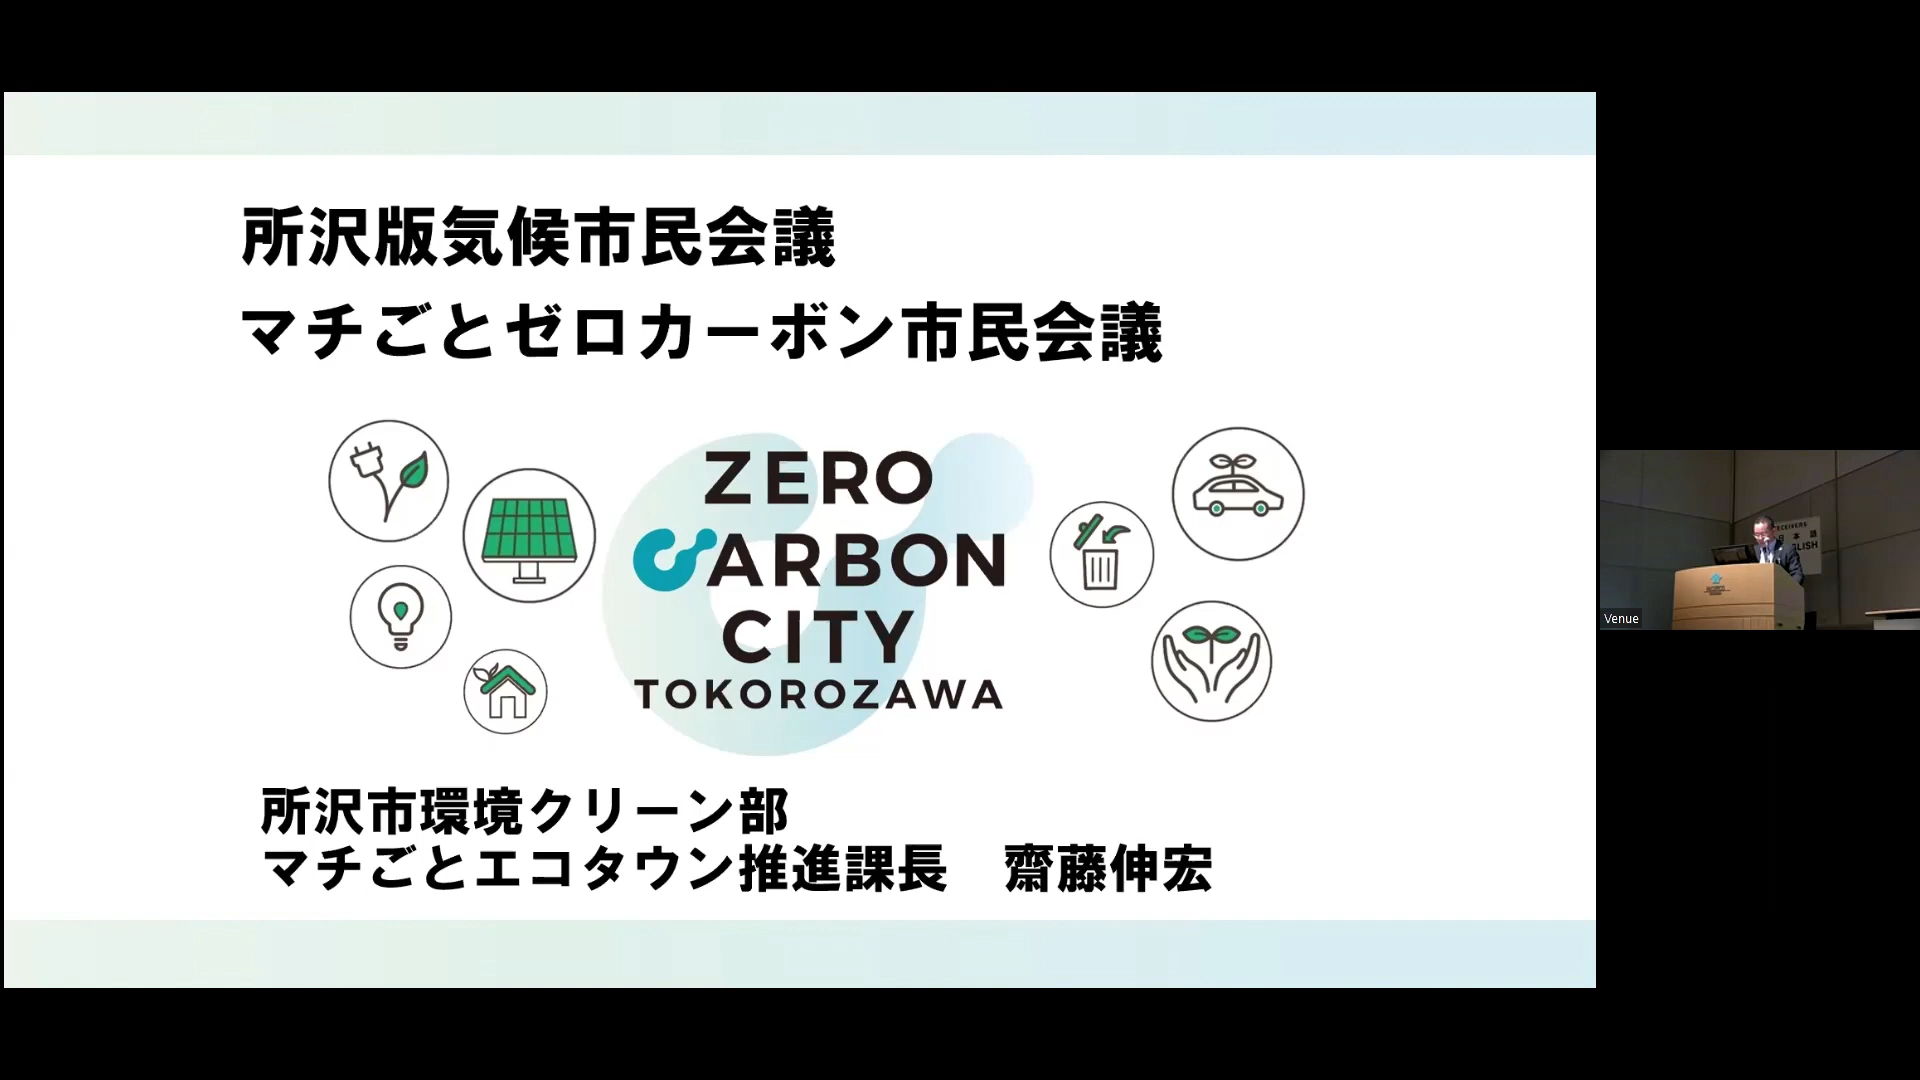 所沢版気候市民会議
マチごとゼロカーボン市民会議
ZERO
CARBON
CITY
TOKOROZAWA
所沢市環境クリーン部
マチごとエコタウン推進課長　齋藤伸宏
Venue